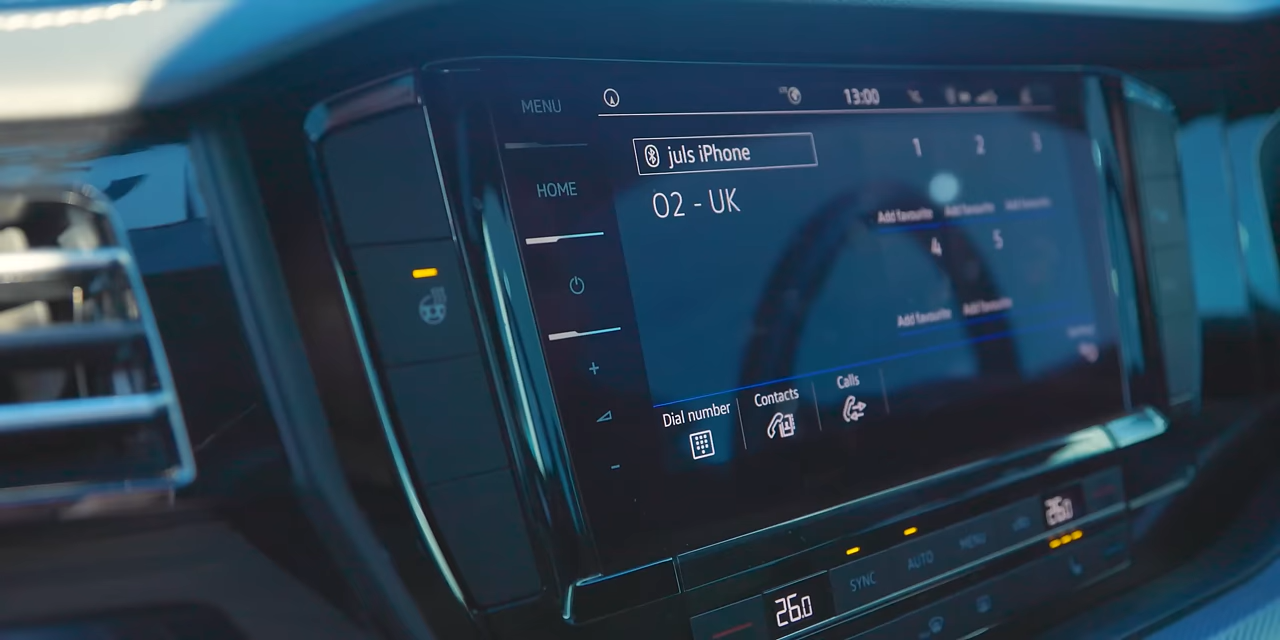 MENU
13:00
HOME
juls iPhone
O2 - UK
1 2 3
Add favourite Add favourite Add favourite
4 5
Add favourite Add favourite
+
-
Dial number Contacts Calls
26.0
SYNC AUTO MENU
26.0